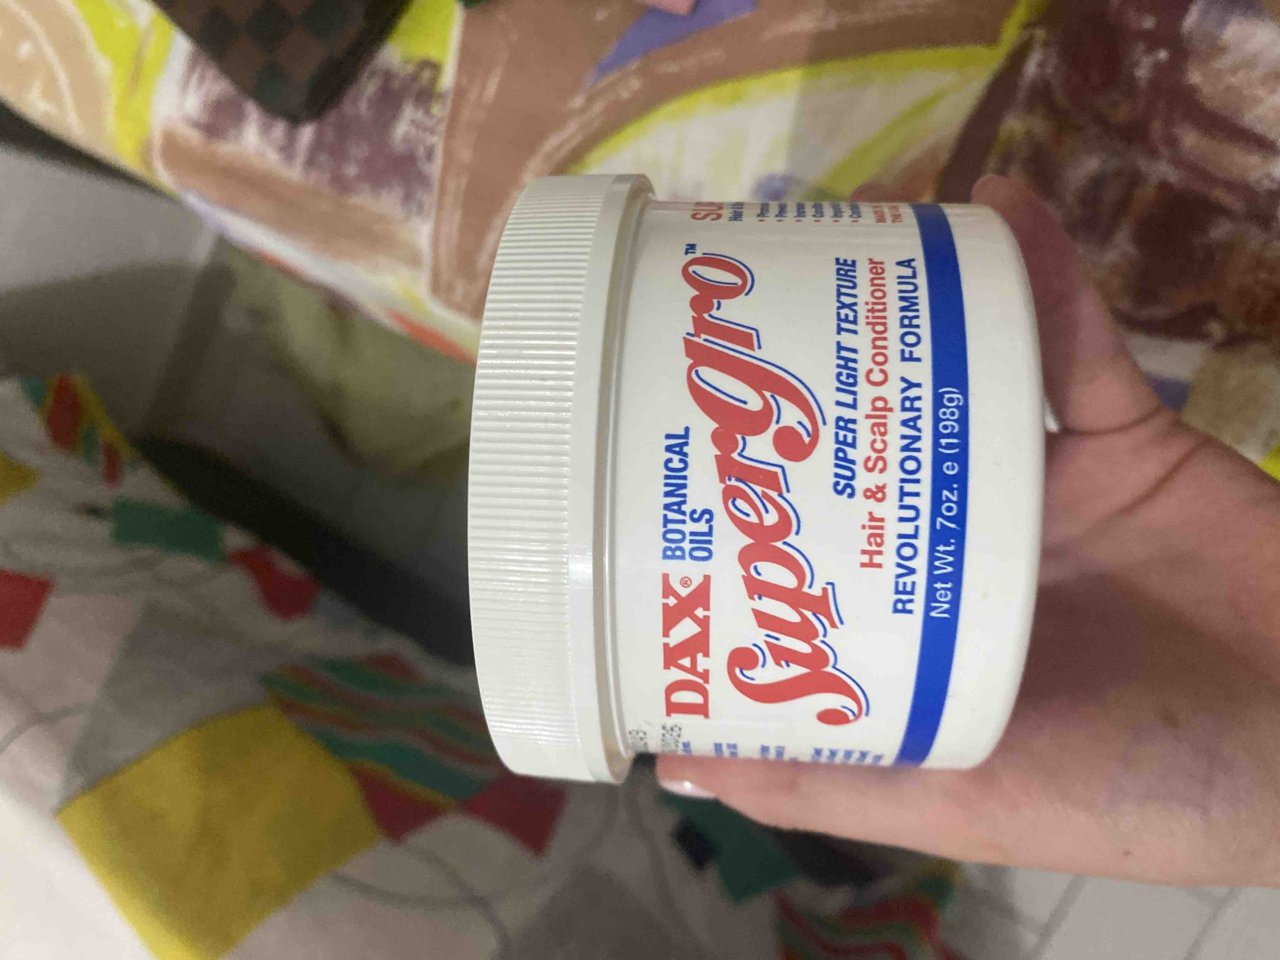 DAX® BOTANICAL
OILS
SuperGro™
SUPER LIGHT TEXTURE
Hair & Scalp Conditioner
REVOLUTIONARY FORMULA
Net Wt. 7oz. e (198g)